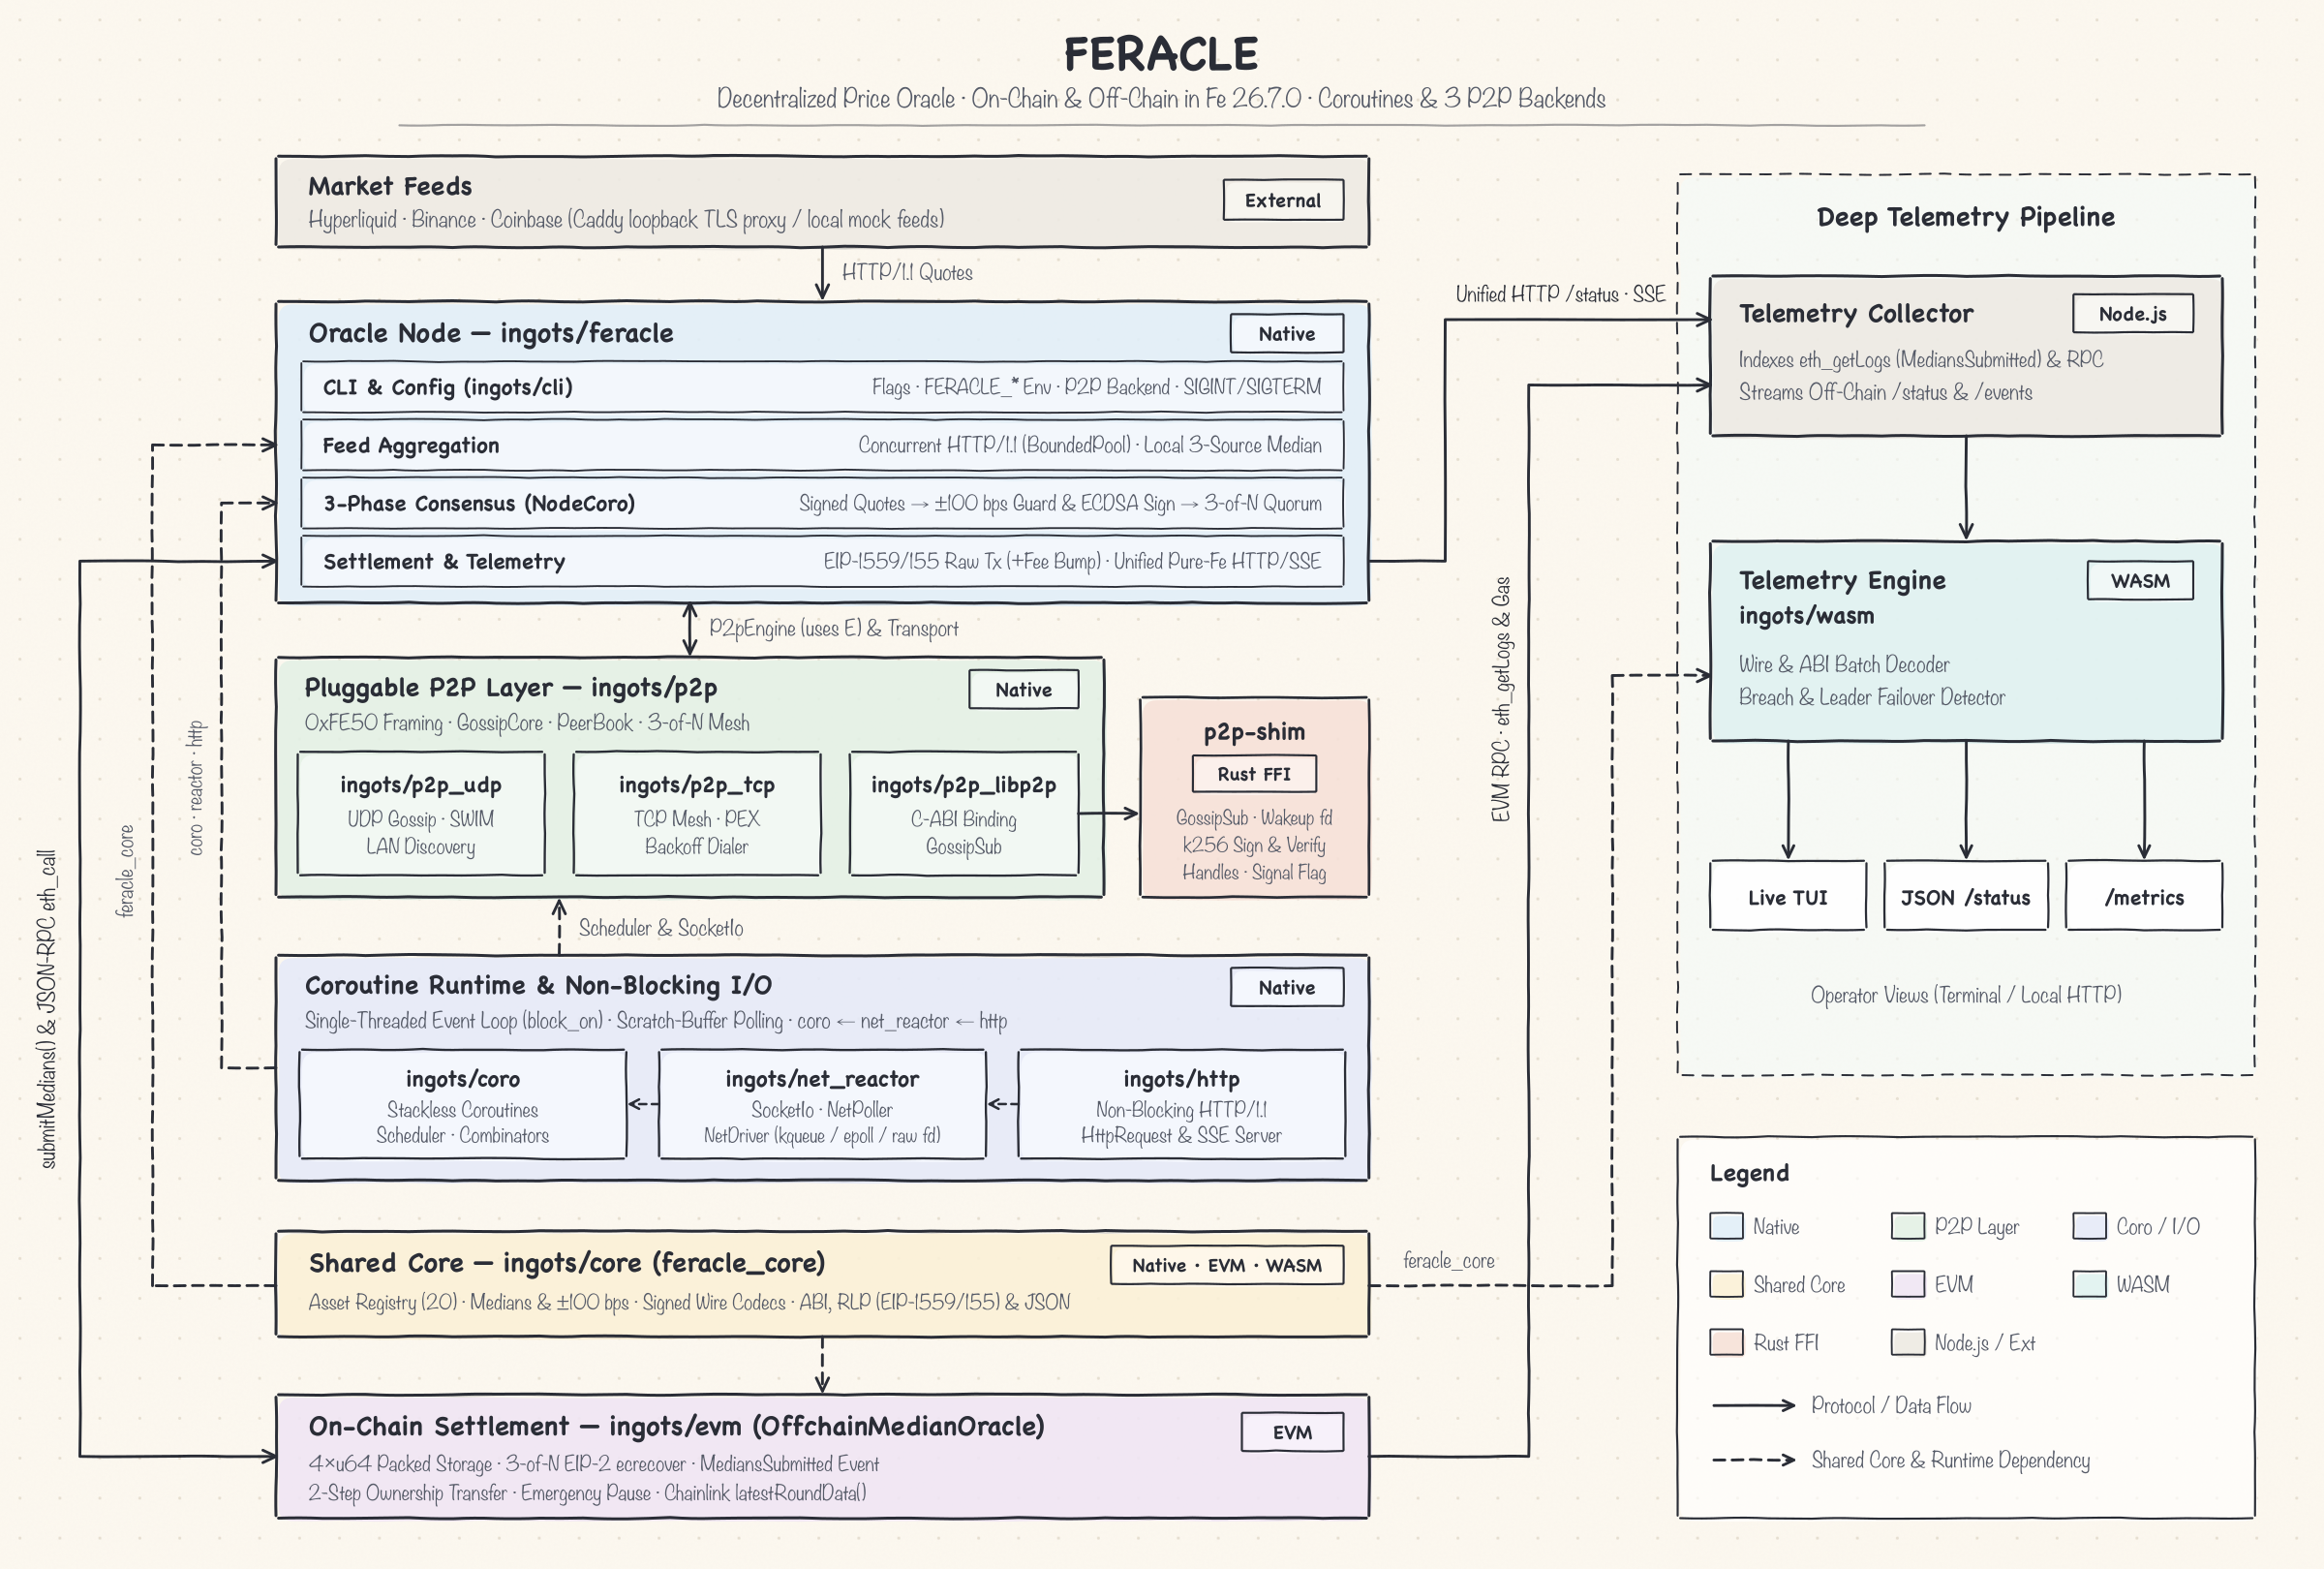 FERACLE
Decentralized Price Oracle · On-Chain & Off-Chain in Fe 26.7.0 · Coroutines & 3 P2P Backends
Market Feeds
External
Hyperliquid · Binance · Coinbase (Caddy loopback TLS proxy / local mock feeds)
HTTP/1.1 Quotes
Oracle Node — ingots/feracle
Native
CLI & Config (ingots/cli)
Flags · FERACLE_* Env · P2P Backend · SIGINT/SIGTERM
Feed Aggregation
Concurrent HTTP/1.1 (BoundedPool) · Local 3-Source Median
3-Phase Consensus (NodeCoro)
Signed Quotes → ±100 bps Guard & ECDSA Sign → 3-of-N Quorum
Settlement & Telemetry
EIP-1559/155 Raw Tx (+Fee Bump) · Unified Pure-Fe HTTP/SSE
P2pEngine (uses E) & Transport
Pluggable P2P Layer — ingots/p2p
Native
0xFE50 Framing · GossipCore · PeerBook · 3-of-N Mesh
ingots/p2p_udp
UDP Gossip · SWIM
LAN Discovery
ingots/p2p_tcp
TCP Mesh · PEX
Backoff Dialer
ingots/p2p_libp2p
C-ABI Binding
GossipSub
p2p-shim
Rust FFI
GossipSub · Wakeup fd
k256 Sign & Verify
Handles · Signal Flag
Scheduler & SocketIo
Coroutine Runtime & Non-Blocking I/O
Native
Single-Threaded Event Loop (block_on) · Scratch-Buffer Polling · coro ← net_reactor ← http
ingots/coro
Stackless Coroutines
Scheduler · Combinators
ingots/net_reactor
SocketIo · NetPoller
NetDriver (kqueue / epoll / raw fd)
ingots/http
Non-Blocking HTTP/1.1
HttpRequest & SSE Server
Shared Core — ingots/core (feracle_core)
Native · EVM · WASM
Asset Registry (20) · Medians & ±100 bps · Signed Wire Codecs · ABI, RLP (EIP-1559/155) & JSON
On-Chain Settlement — ingots/evm (OffchainMedianOracle)
EVM
4×u64 Packed Storage · 3-of-N EIP-2 ecrecover · MediansSubmitted Event
2-Step Ownership Transfer · Emergency Pause · Chainlink latestRoundData()
submitMedians() & JSON-RPC eth_call
feracle_core
coro · reactor · http
Unified HTTP /status · SSE
EVM RPC · eth_getLogs & Gas
feracle_core
Deep Telemetry Pipeline
Telemetry Collector
Node.js
Indexes eth_getLogs (MediansSubmitted) & RPC
Streams Off-Chain /status & /events
Telemetry Engine
WASM
ingots/wasm
Wire & ABI Batch Decoder
Breach & Leader Failover Detector
Live TUI
JSON /status
/metrics
Operator Views (Terminal / Local HTTP)
Legend
Native
P2P Layer
Coro / I/O
Shared Core
EVM
WASM
Rust FFI
Node.js / Ext
Protocol / Data Flow
Shared Core & Runtime Dependency